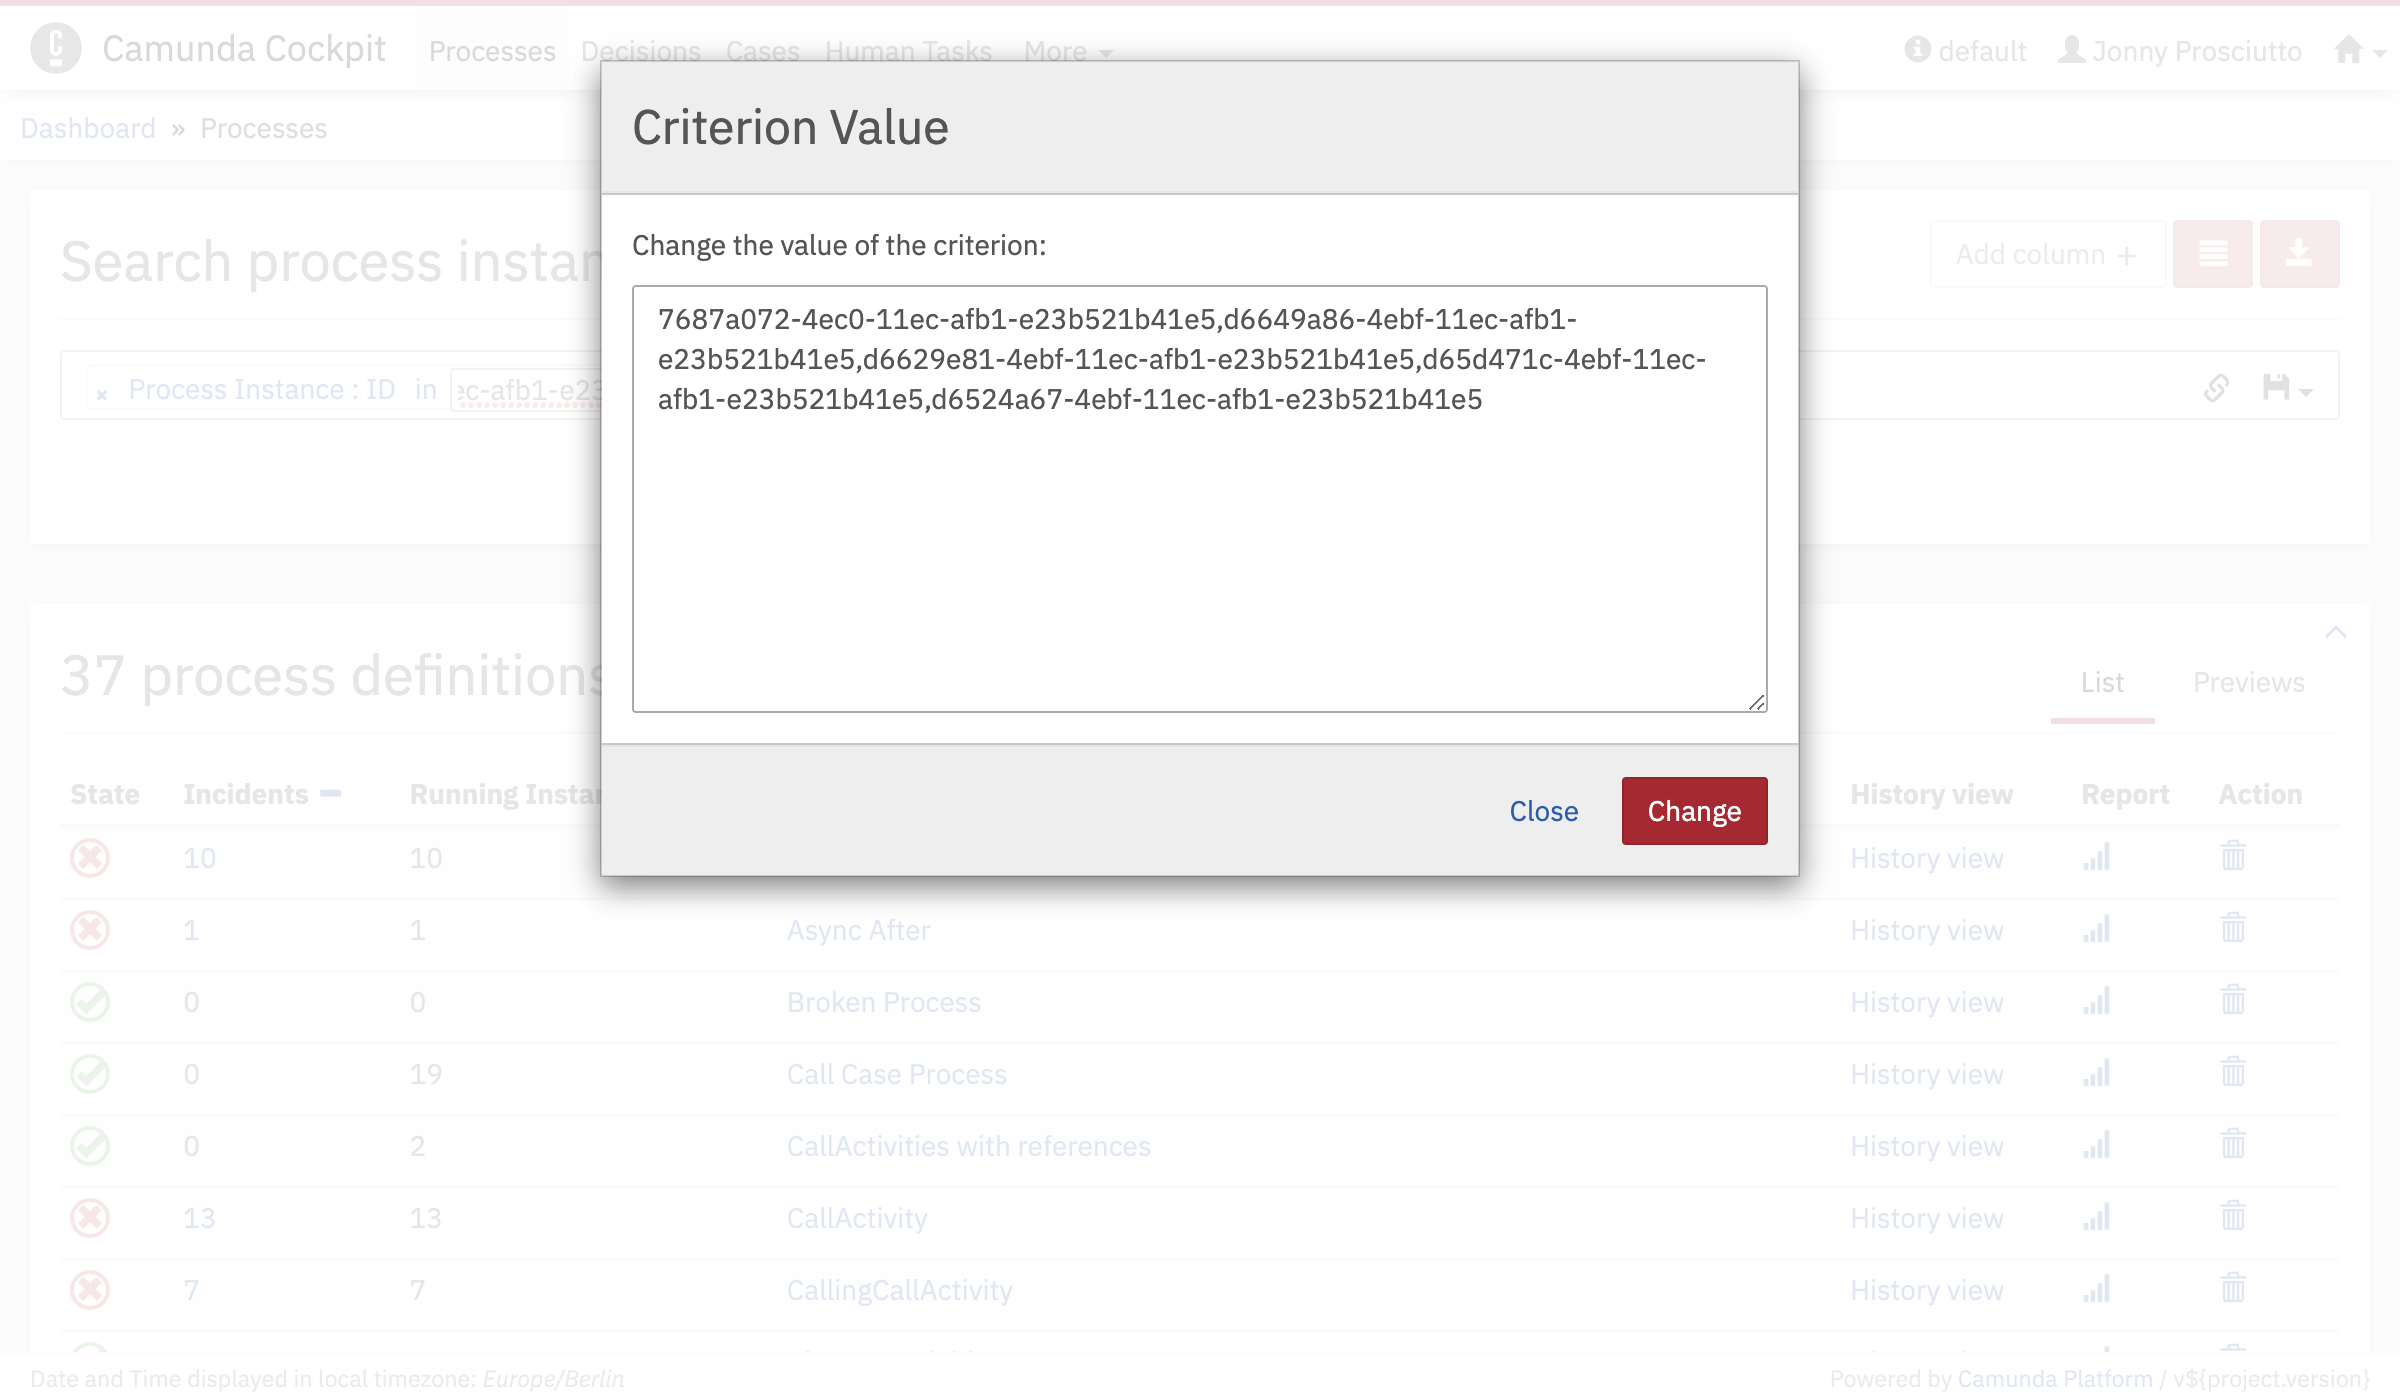 Camunda Cockpit Processes Decisions Cases Human Tasks More default Jonny Prosciutto
Dashboard » Processes
Criterion Value
Change the value of the criterion:
7687a072-4ec0-11ec-afb1-e23b521b41e5,d6649a86-4ebf-11ec-afb1-
e23b521b41e5,d6629e81-4ebf-11ec-afb1-e23b521b41e5,d65d471c-4ebf-11ec-
afb1-e23b521b41e5,d6524a67-4ebf-11ec-afb1-e23b521b41e5
Close Change
Search process instan
Add column +
× Process Instance : ID in ec-afb1-e23
37 process definitions
List Previews
State Incidents Running Instan History view Report Action
10 10 History view
1 1 Async After History view
0 0 Broken Process History view
0 19 Call Case Process History view
0 2 CallActivities with references History view
13 13 CallActivity History view
7 7 CallingCallActivity History view
Date and Time displayed in local timezone: Europe/Berlin
Powered by Camunda Platform / v${project.version}